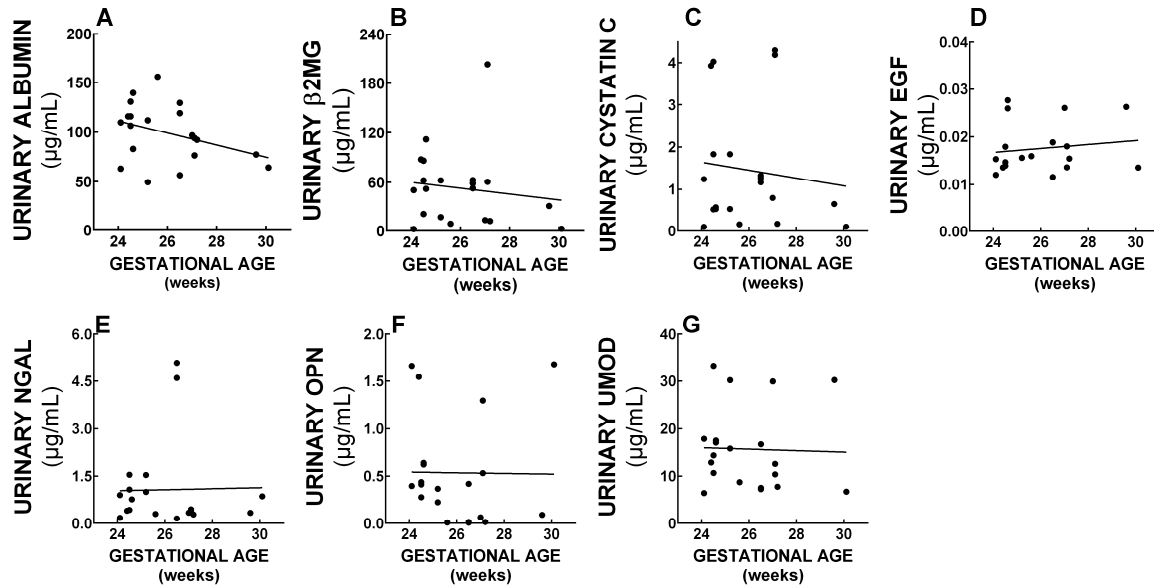 A
URINARY ALBUMIN
(µg/mL)
200
150
100
50
0
24 26 28 30
GESTATIONAL AGE
(weeks)
B
URINARY β2MG
(µg/mL)
240
180
120
60
0
24 26 28 30
GESTATIONAL AGE
(weeks)
C
URINARY CYSTATIN C
(µg/mL)
4
3
2
1
0
24 26 28 30
GESTATIONAL AGE
(weeks)
D
URINARY EGF
(µg/mL)
0.04
0.03
0.02
0.01
0.00
24 26 28 30
GESTATIONAL AGE
(weeks)
E
URINARY NGAL
(µg/mL)
6.0
4.5
3.0
1.5
0.0
24 26 28 30
GESTATIONAL AGE
(weeks)
F
URINARY OPN
(µg/mL)
2.0
1.5
1.0
0.5
0.0
24 26 28 30
GESTATIONAL AGE
(weeks)
G
URINARY UMOD
(µg/mL)
40
30
20
10
0
24 26 28 30
GESTATIONAL AGE
(weeks)